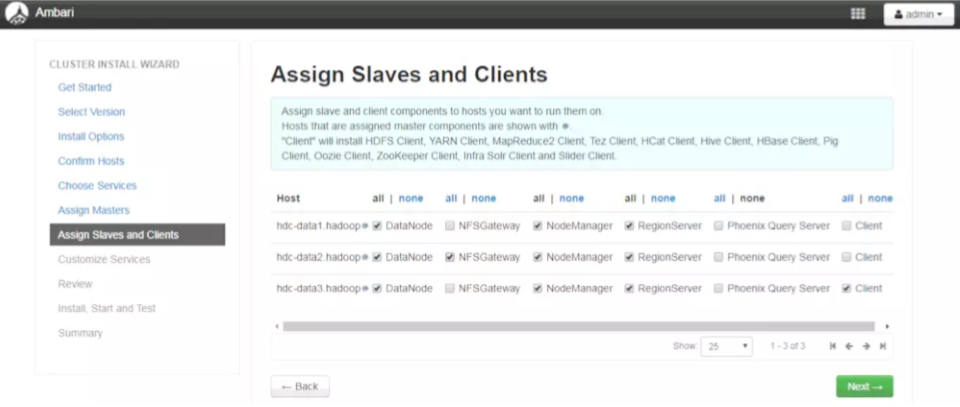 Ambari
admin
CLUSTER INSTALL WIZARD
Get Started
Select Version
Install Options
Confirm Hosts
Choose Services
Assign Masters
Assign Slaves and Clients
Customize Services
Review
Install, Start and Test
Summary
Assign Slaves and Clients
Assign slave and client components to hosts you want to run them on.
Hosts that are assigned master components are shown with ✵.
"Client" will install HDFS Client, YARN Client, MapReduce2 Client, Tez Client, HCat Client, Hive Client, HBase Client, Pig
Client, Oozie Client, ZooKeeper Client, Infra Solr Client and Slider Client.
Host all | none all | none all | none all | none all | none all | none
hdc-data1.hadoop✵ DataNode NFSGateway NodeManager RegionServer Phoenix Query Server Client
hdc-data2.hadoop✵ DataNode NFSGateway NodeManager RegionServer Phoenix Query Server Client
hdc-data3.hadoop✵ DataNode NFSGateway NodeManager RegionServer Phoenix Query Server Client
Show: 25 1 - 3 of 3
← Back Next →